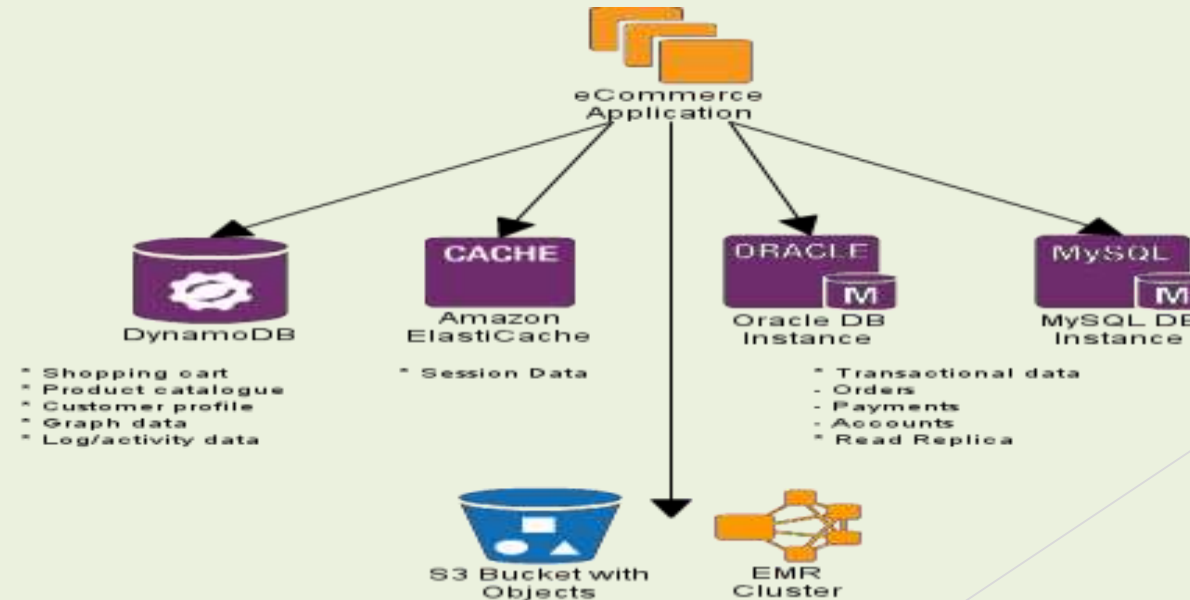 eCommerce
Application
CACHE
ORACLE
M
MySQL
M
DynamoDB
Amazon
ElastiCache
Oracle DB
Instance
MySQL DB
Instance
* Shopping cart
* Product catalogue
* Customer profile
* Graph data
* Log/activity data
* Session Data
* Transactional data
- Orders
- Payments
- Accounts
* Read Replica
S3 Bucket with
Objects
EMR
Cluster